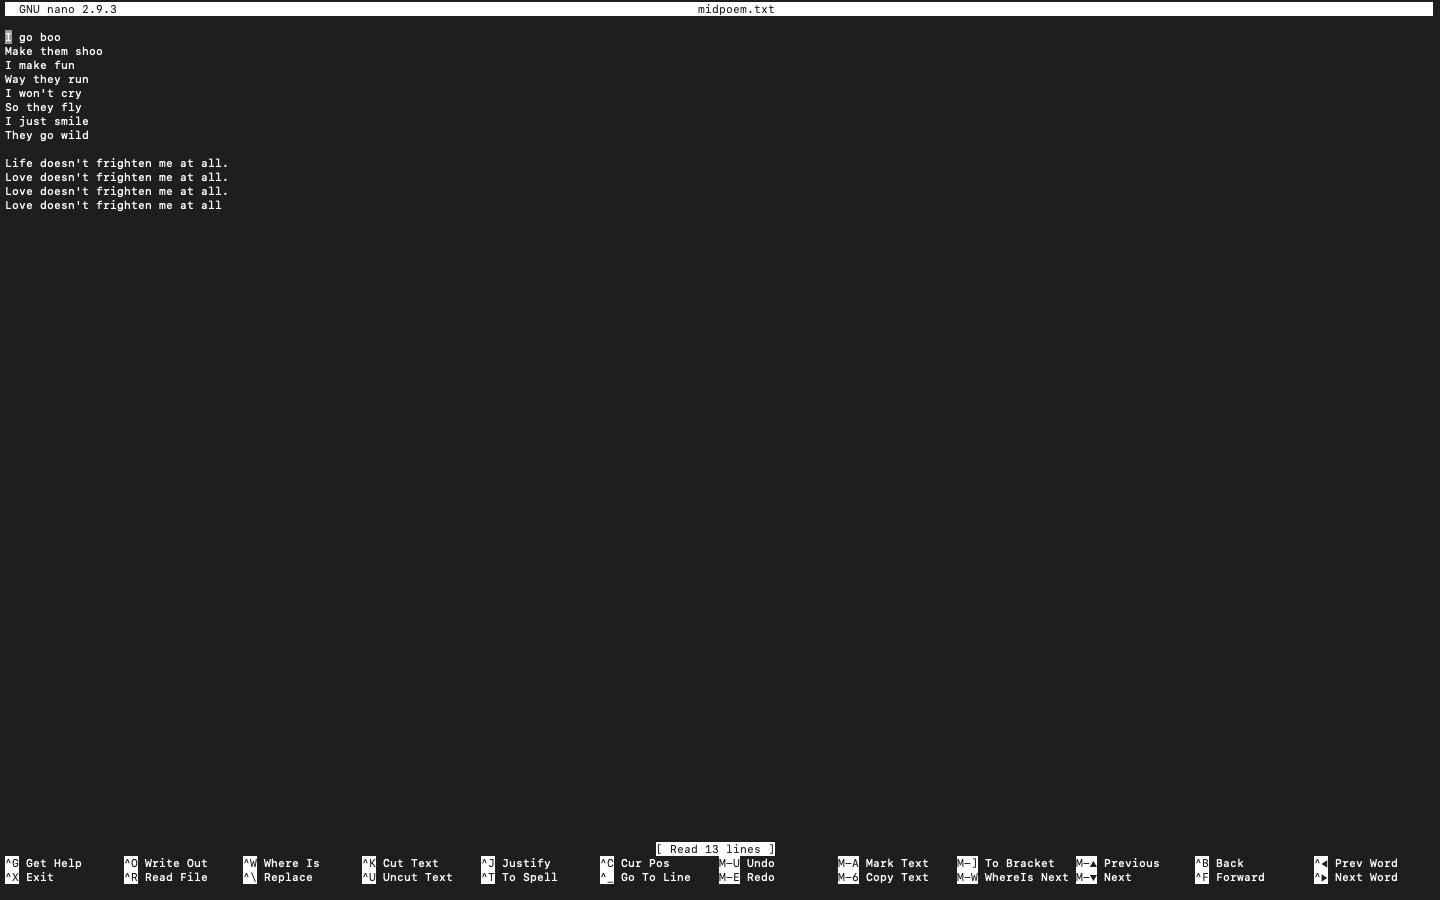 GNU nano 2.9.3 midpoem.txt
I go boo
Make them shoo
I make fun
Way they run
I won't cry
So they fly
I just smile
They go wild
Life doesn't frighten me at all.
Love doesn't frighten me at all.
Love doesn't frighten me at all.
Love doesn't frighten me at all
[ Read 13 lines ]
^G Get Help ^O Write Out ^W Where Is ^K Cut Text ^J Justify ^C Cur Pos M-U Undo M-A Mark Text M-] To Bracket M-▲ Previous ^B Back ^◀ Prev Word
^X Exit ^R Read File ^\ Replace ^U Uncut Text ^T To Spell ^_ Go To Line M-E Redo M-6 Copy Text M-W WhereIs Next M-▼ Next ^F Forward ^▶ Next Word